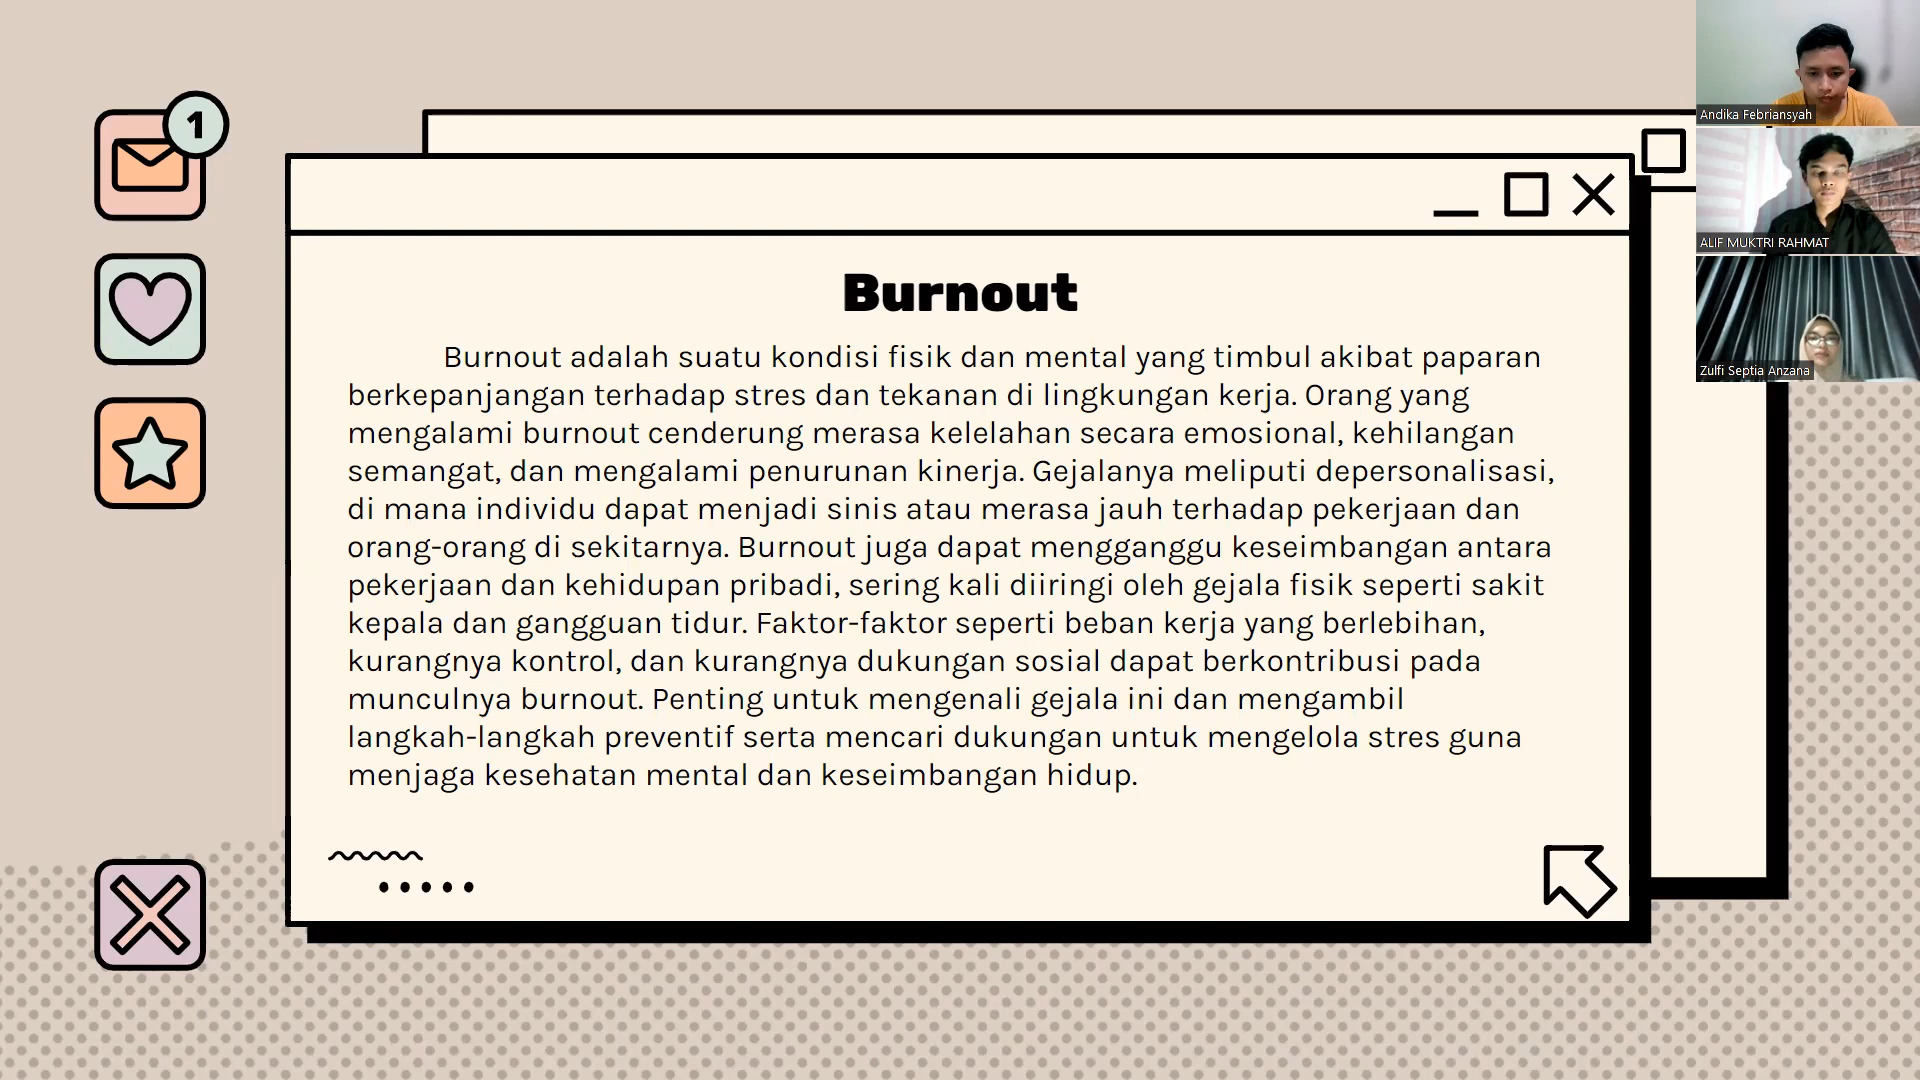 1
Burnout
Burnout adalah suatu kondisi fisik dan mental yang timbul akibat paparan
berkepanjangan terhadap stres dan tekanan di lingkungan kerja. Orang yang
mengalami burnout cenderung merasa kelelahan secara emosional, kehilangan
semangat, dan mengalami penurunan kinerja. Gejalanya meliputi depersonalisasi,
di mana individu dapat menjadi sinis atau merasa jauh terhadap pekerjaan dan
orang-orang di sekitarnya. Burnout juga dapat mengganggu keseimbangan antara
pekerjaan dan kehidupan pribadi, sering kali diiringi oleh gejala fisik seperti sakit
kepala dan gangguan tidur. Faktor-faktor seperti beban kerja yang berlebihan,
kurangnya kontrol, dan kurangnya dukungan sosial dapat berkontribusi pada
munculnya burnout. Penting untuk mengenali gejala ini dan mengambil
langkah-langkah preventif serta mencari dukungan untuk mengelola stres guna
menjaga kesehatan mental dan keseimbangan hidup.
Andika Febriansyah
ALIF MUKTRI RAHMAT
Zulfi Septia Anzana